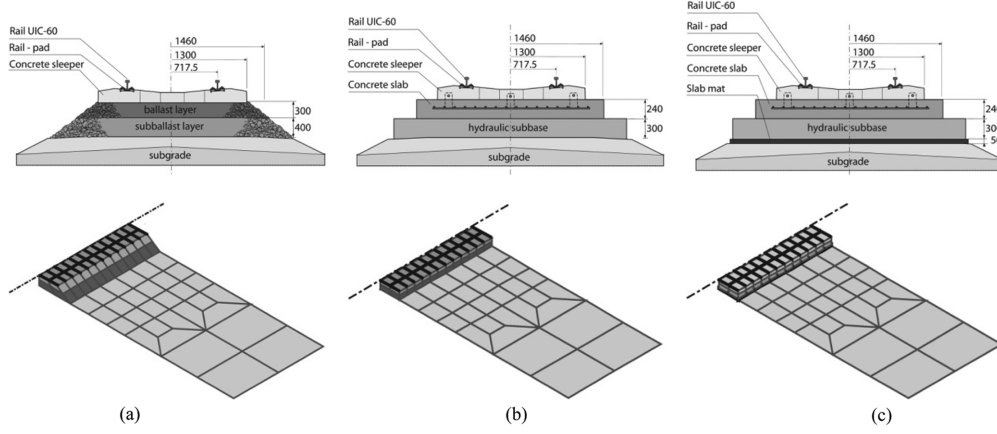 Rail UIC-60
Rail - pad
Concrete sleeper
1460
1300
717.5
ballast layer
subballast layer
subgrade
300
400
Rail UIC-60
Rail - pad
Concrete sleeper
Concrete slab
1460
1300
717.5
hydraulic subbase
subgrade
240
300
Rail UIC-60
Rail - pad
Concrete sleeper
Concrete slab
Slab mat
1460
1300
717.5
hydraulic subbase
subgrade
240
(a)
(b)
(c)